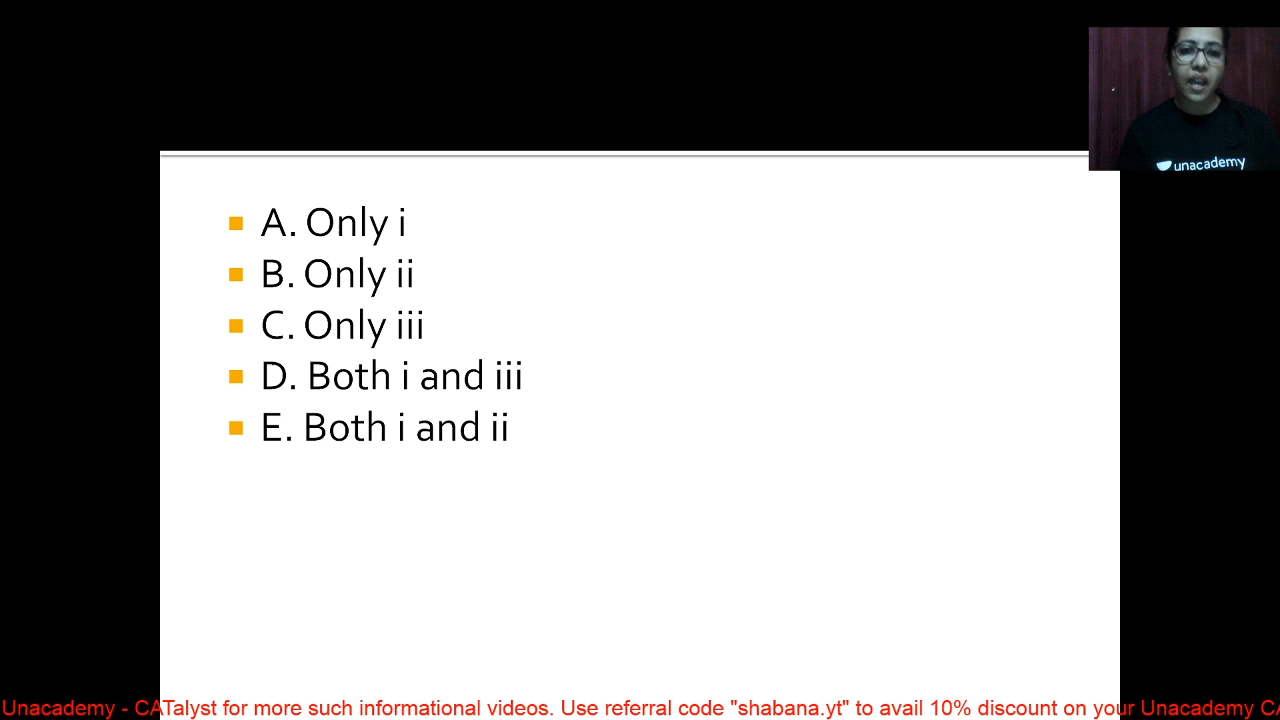 unacademy
A. Only i
B. Only ii
C. Only iii
D. Both i and iii
E. Both i and ii
Unacademy - CATalyst for more such informational videos. Use referral code "shabana.yt" to avail 10% discount on your Unacademy CA